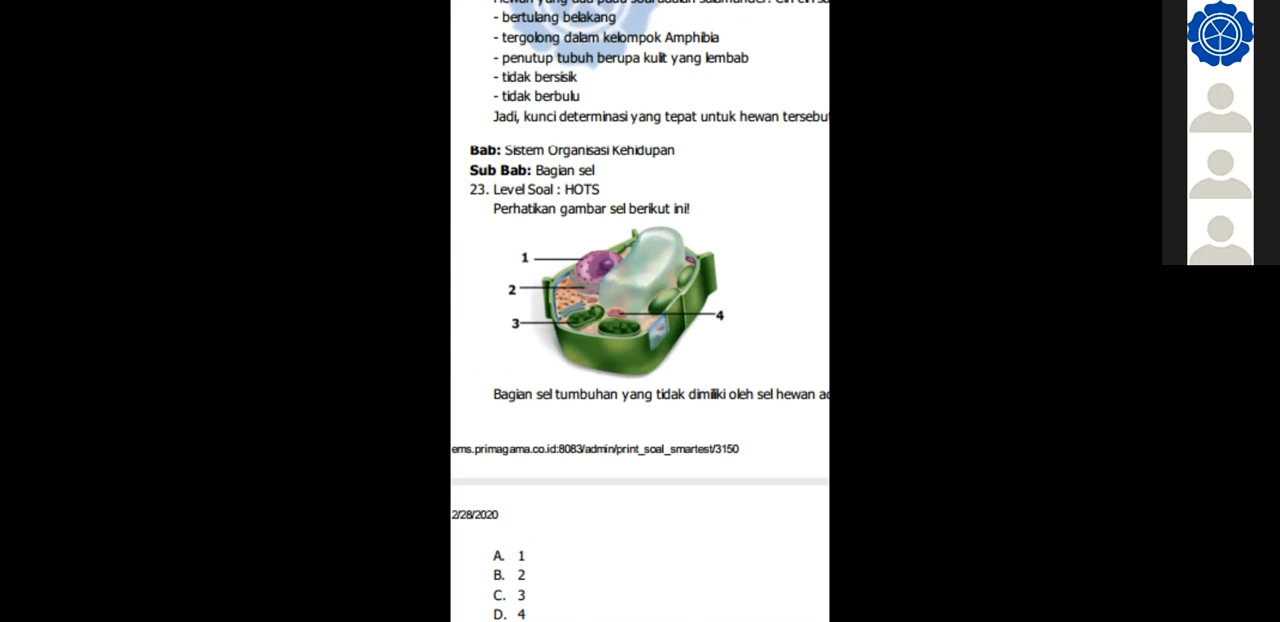 - bertulang belakang
- tergolong dalam kelompok Amphibia
- penutup tubuh berupa kulit yang lembab
- tidak bersisik
- tidak berbulu
Jadi, kunci determinasi yang tepat untuk hewan tersebu
Bab: Sistem Organisasi Kehidupan
Sub Bab: Bagian sel
23. Level Soal : HOTS
Perhatikan gambar sel berikut ini!
1
2
3
4
Bagian sel tumbuhan yang tidak dimiliki oleh sel hewan
ems.primagama.co.id:8083/admin/print_soal_smartest/3150
2/28/2020
A. 1
B. 2
C. 3
D. 4